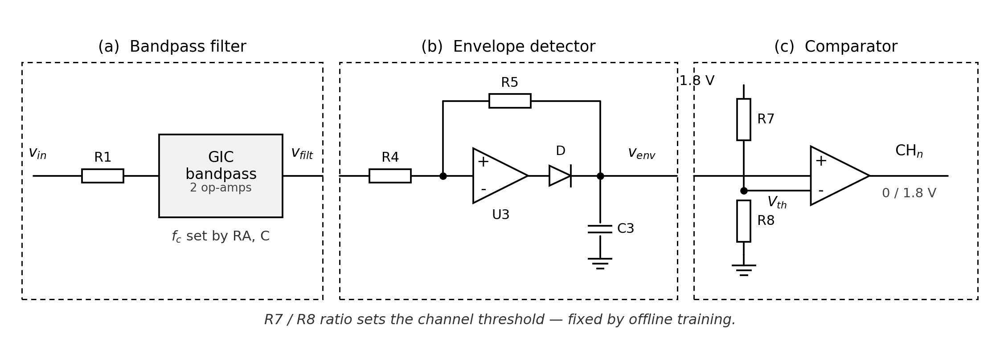 (a)  Bandpass filter
(b)  Envelope detector
(c)  Comparator
v_in
R1
GIC
bandpass
2 op-amps
v_filt
f_c set by RA, C
R4
R5
+
-
U3
D
v_env
C3
1.8 V
R7
V_th
R8
+
-
CH_n
0 / 1.8 V
R7 / R8 ratio sets the channel threshold — fixed by offline training.